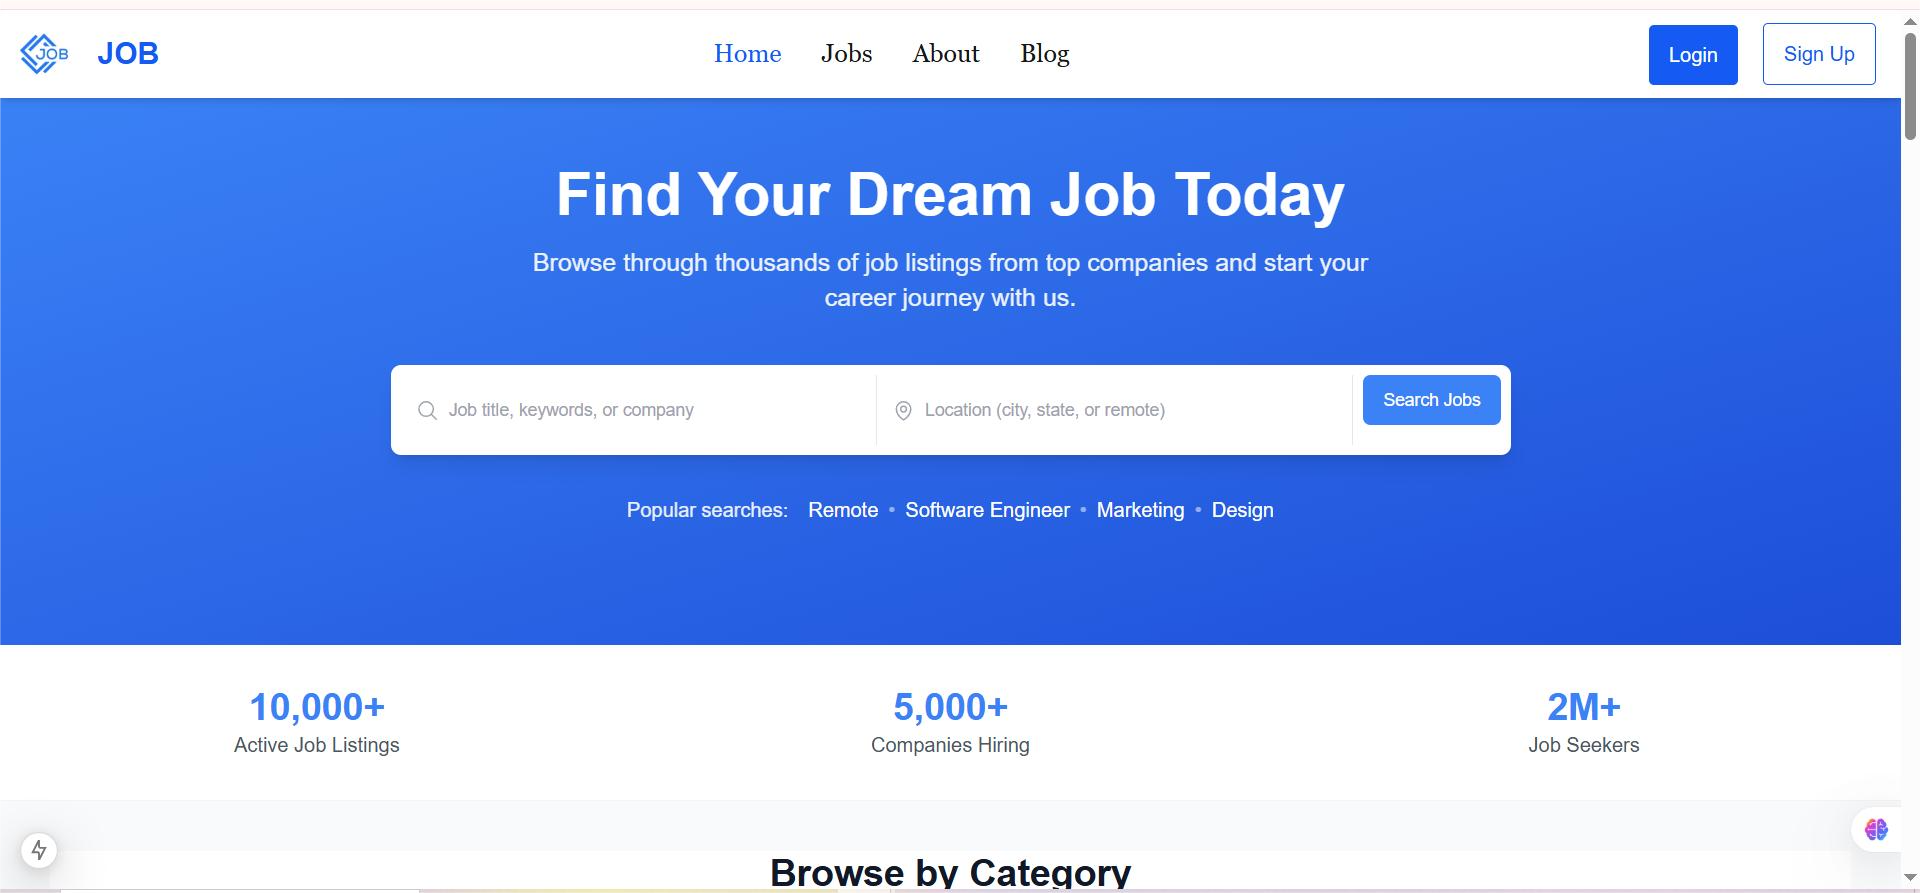 JOB
JOB
Home
Jobs
About
Blog
Login
Sign Up
Find Your Dream Job Today
Browse through thousands of job listings from top companies and start your
career journey with us.
Job title, keywords, or company
Location (city, state, or remote)
Search Jobs
Popular searches: Remote • Software Engineer • Marketing • Design
10,000+
Active Job Listings
5,000+
Companies Hiring
2M+
Job Seekers
Browse by Category